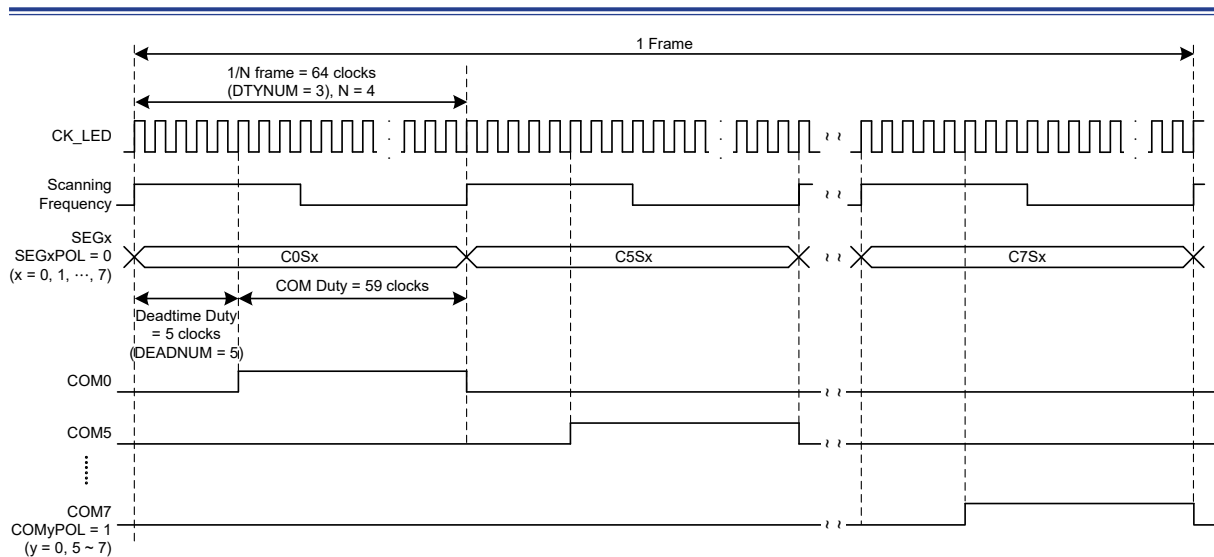 1 Frame
1/N frame = 64 clocks
(DTYNUM = 3), N = 4
CK_LED
Scanning
Frequency
SEGx
SEGxPOL = 0
(x = 0, 1, ⋯, 7)
C0Sx
C5Sx
C7Sx
COM Duty = 59 clocks
Deadtime Duty
= 5 clocks
(DEADNUM = 5)
COM0
COM5
COM7
COMyPOL = 1
(y = 0, 5 ~ 7)